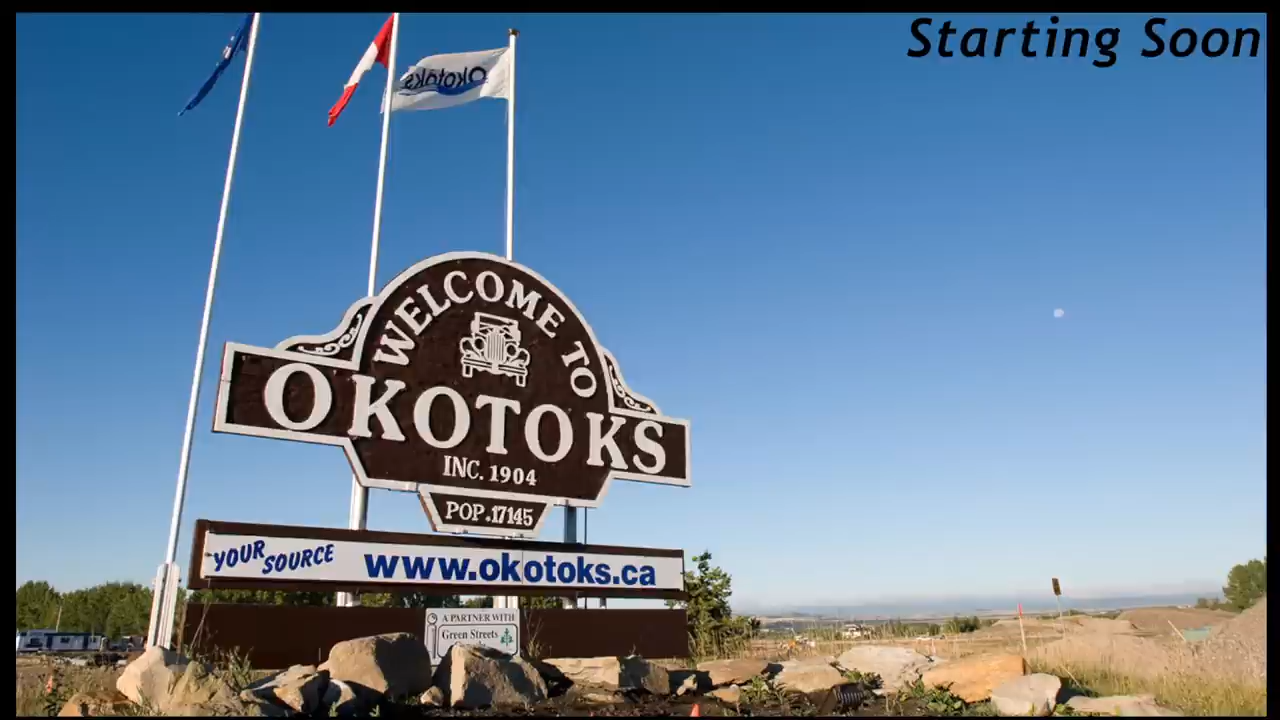 Starting Soon
Okotoks
WELCOME TO
OKOTOKS
INC. 1904
POP. 17145
YOUR SOURCE www.okotoks.ca
A PARTNER WITH
Green Streets